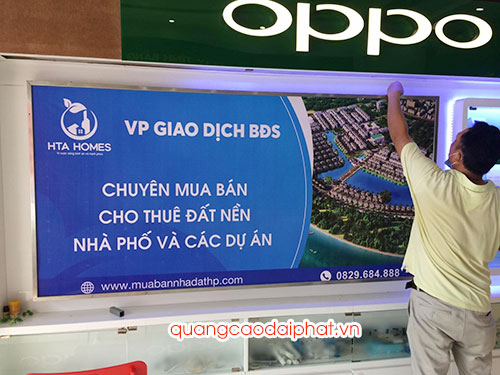 oppo
HTA HOMES
VP GIAO DỊCH BĐS
CHUYÊN MUA BÁN
CHO THUÊ ĐẤT NỀN
NHÀ PHỐ VÀ CÁC DỰ ÁN
www.muabannhadathp.com
0829.684.888
quangcaodaiphat.vn